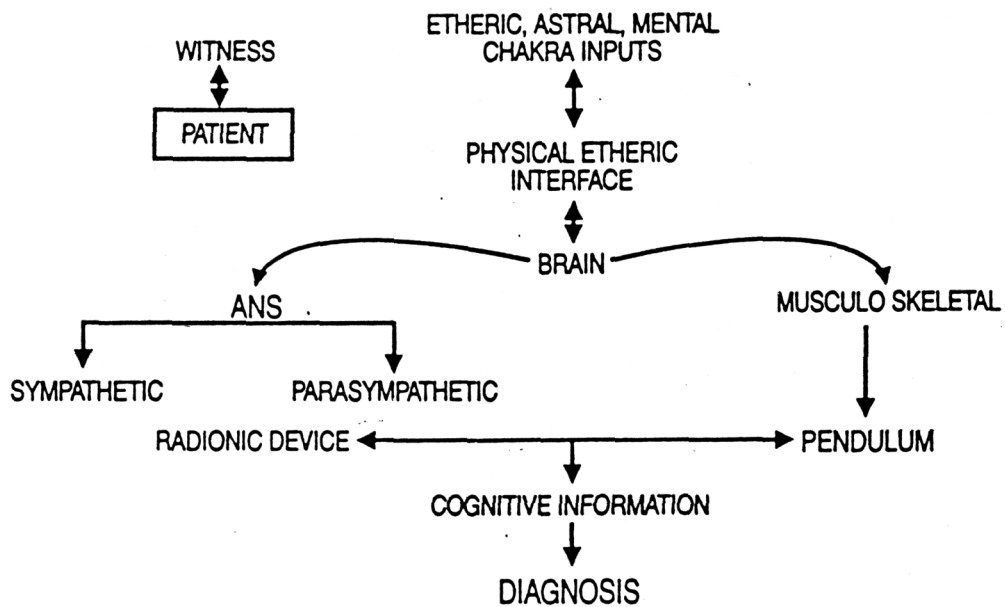 WITNESS
PATIENT
ETHERIC, ASTRAL, MENTAL
CHAKRA INPUTS
PHYSICAL ETHERIC
INTERFACE
BRAIN
ANS
MUSCULO SKELETAL
SYMPATHETIC
PARASYMPATHETIC
RADIONIC DEVICE
PENDULUM
COGNITIVE INFORMATION
DIAGNOSIS